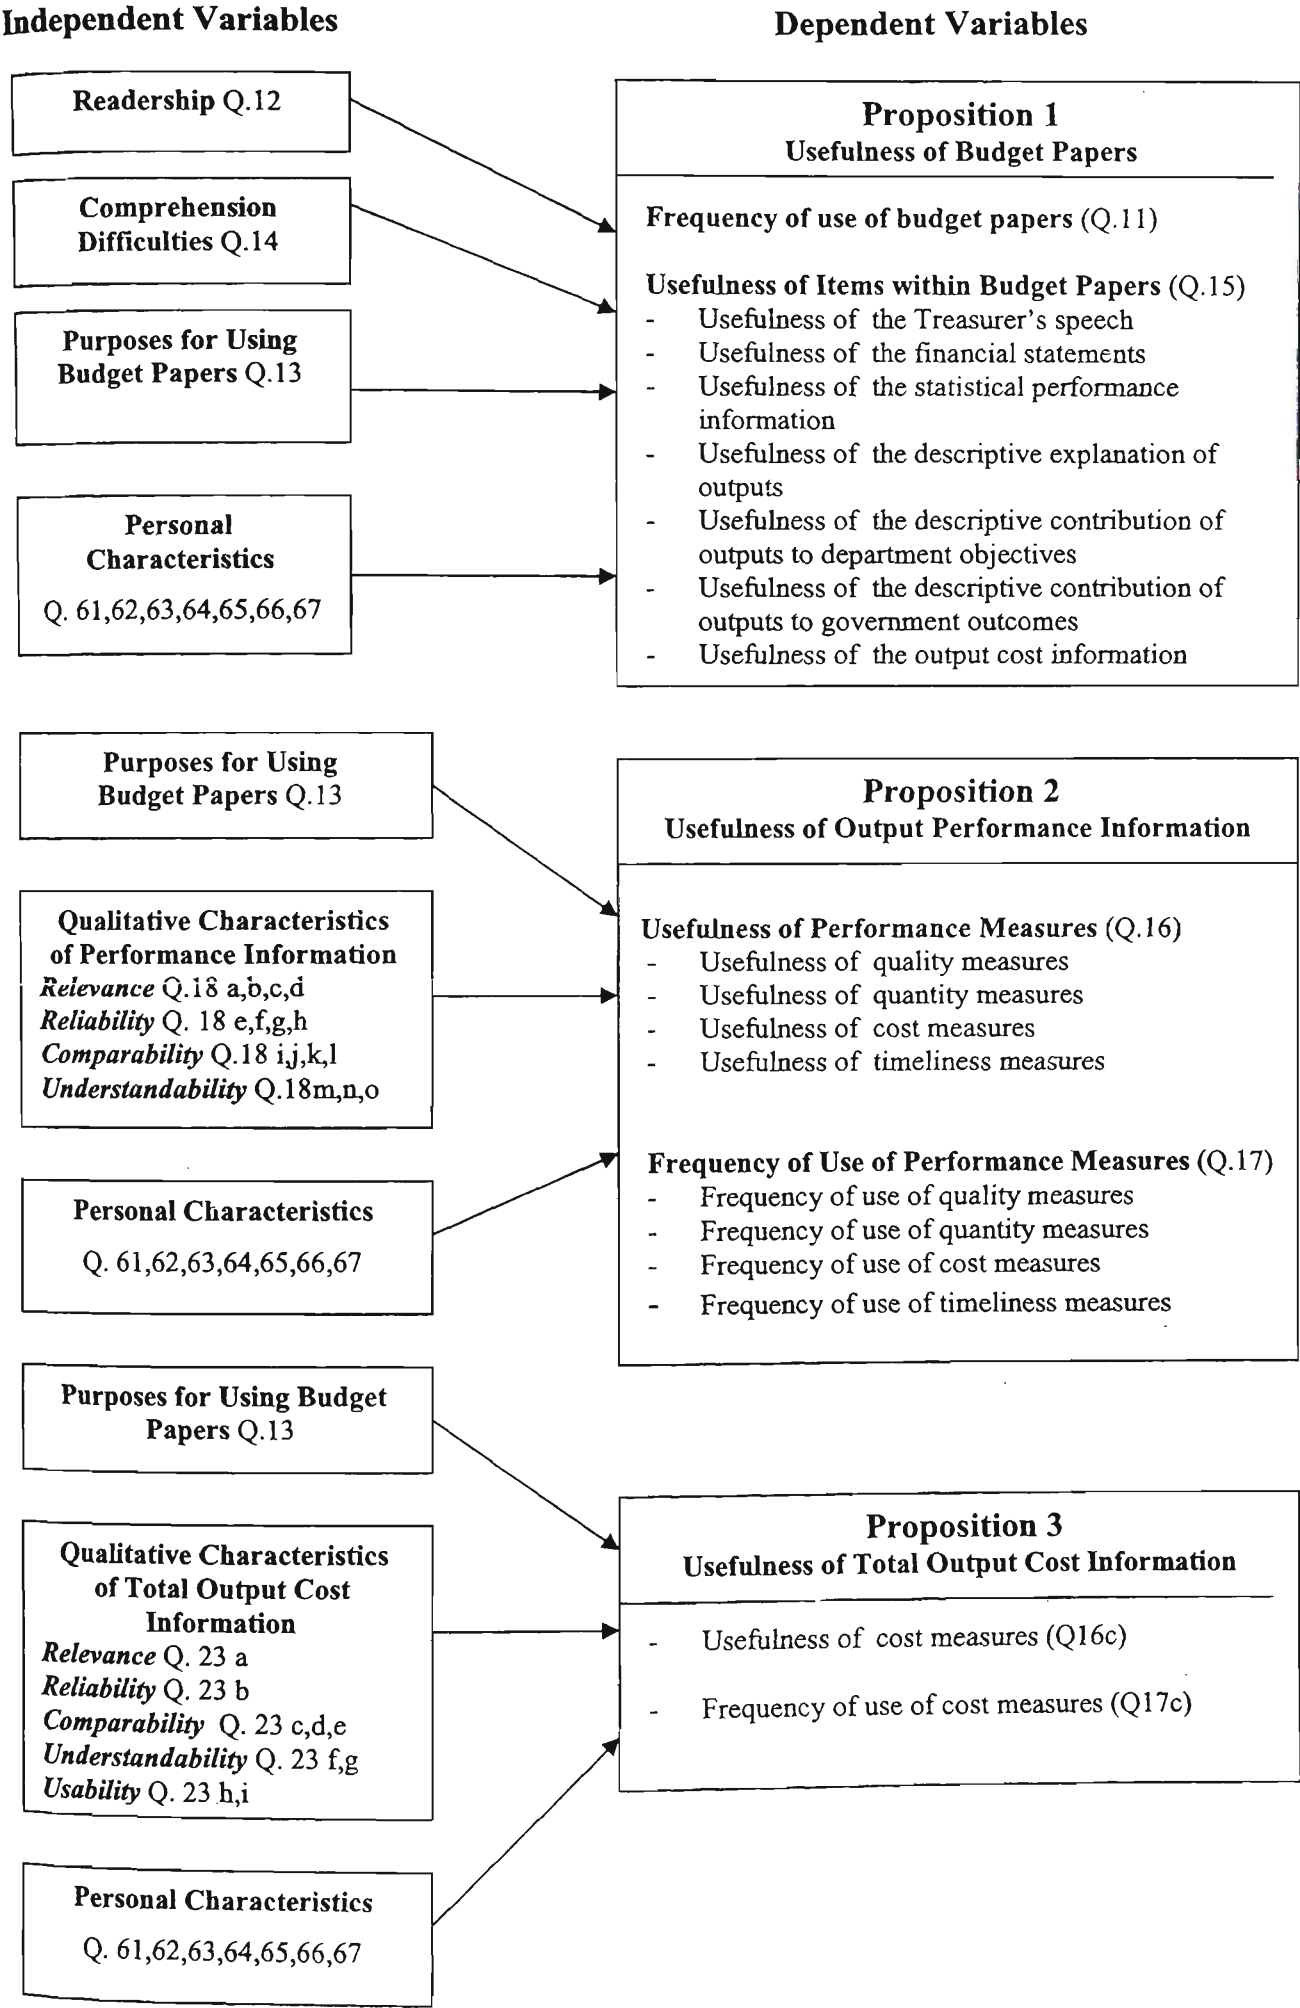 Independent Variables
Dependent Variables
Readership Q.12
Comprehension
Difficulties Q.14
Purposes for Using
Budget Papers Q.13
Personal
Characteristics
Q. 61,62,63,64,65,66,67
Proposition 1
Usefulness of Budget Papers
Frequency of use of budget papers (Q.11)
Usefulness of Items within Budget Papers (Q.15)
- Usefulness of the Treasurer's speech
- Usefulness of the financial statements
- Usefulness of the statistical performance
information
- Usefulness of the descriptive explanation of
outputs
- Usefulness of the descriptive contribution of
outputs to department objectives
- Usefulness of the descriptive contribution of
outputs to government outcomes
- Usefulness of the output cost information
Purposes for Using
Budget Papers Q.13
Qualitative Characteristics
of Performance Information
Relevance Q.18 a,b,c,d
Reliability Q. 18 e,f,g,h
Comparability Q.18 i,j,k,l
Understandability Q.18m,n,o
Personal Characteristics
Q. 61,62,63,64,65,66,67
Proposition 2
Usefulness of Output Performance Information
Usefulness of Performance Measures (Q.16)
- Usefulness of quality measures
- Usefulness of quantity measures
- Usefulness of cost measures
- Usefulness of timeliness measures
Frequency of Use of Performance Measures (Q.17)
- Frequency of use of quality measures
- Frequency of use of quantity measures
- Frequency of use of cost measures
- Frequency of use of timeliness measures
Purposes for Using Budget
Papers Q.13
Qualitative Characteristics
of Total Output Cost
Information
Relevance Q. 23 a
Reliability Q. 23 b
Comparability Q. 23 c,d,e
Understandability Q. 23 f,g
Usability Q. 23 h,i
Personal Characteristics
Q. 61,62,63,64,65,66,67
Proposition 3
Usefulness of Total Output Cost Information
- Usefulness of cost measures (Q16c)
- Frequency of use of cost measures (Q17c)